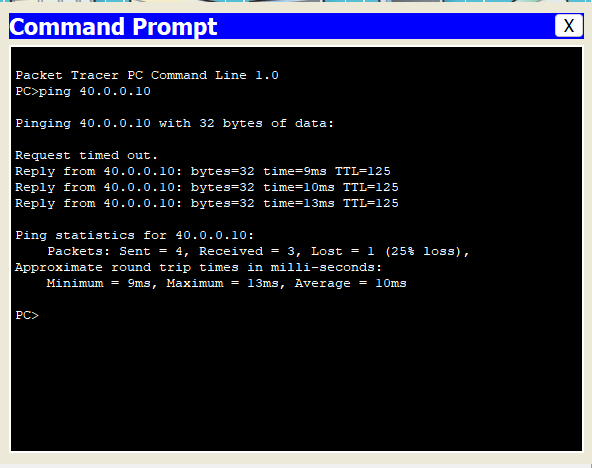 Command Prompt
X
Packet Tracer PC Command Line 1.0
PC>ping 40.0.0.10
Pinging 40.0.0.10 with 32 bytes of data:
Request timed out.
Reply from 40.0.0.10: bytes=32 time=9ms TTL=125
Reply from 40.0.0.10: bytes=32 time=10ms TTL=125
Reply from 40.0.0.10: bytes=32 time=13ms TTL=125
Ping statistics for 40.0.0.10:
    Packets: Sent = 4, Received = 3, Lost = 1 (25% loss),
Approximate round trip times in milli-seconds:
    Minimum = 9ms, Maximum = 13ms, Average = 10ms
PC>